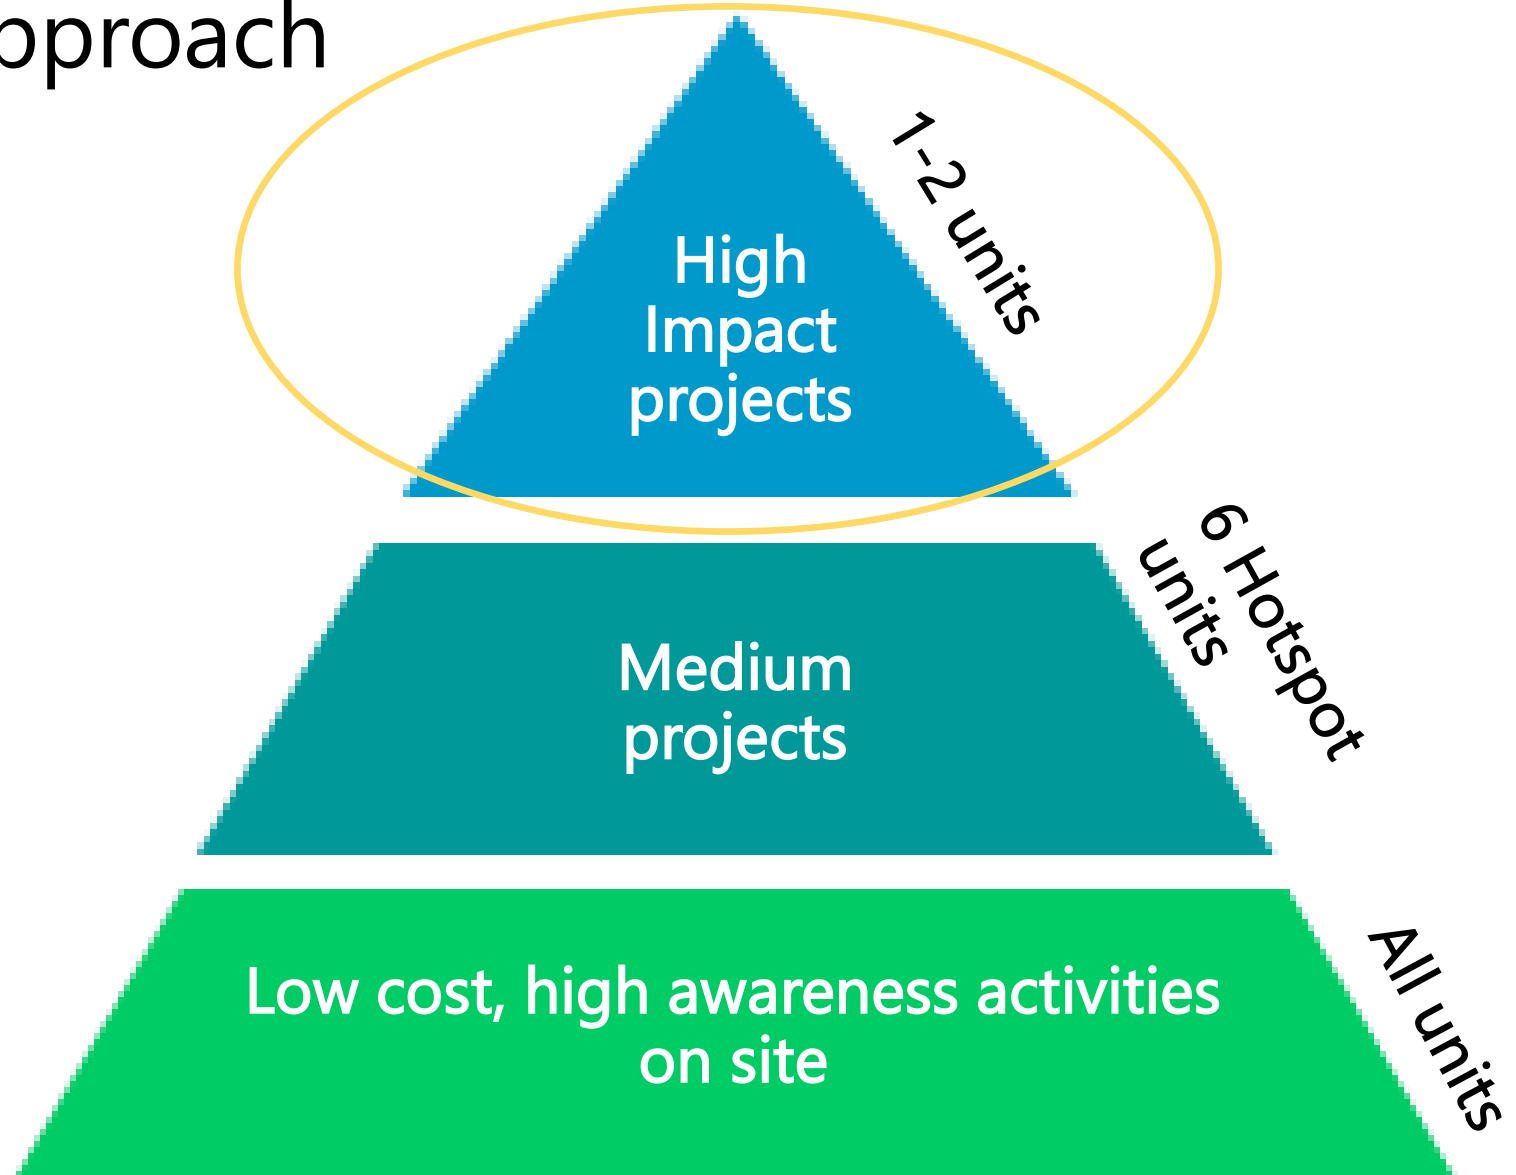 pproach
1-2 units
High
Impact
projects
6 Hotspot
units
Medium
projects
Low cost, high awareness activities
on site
All units